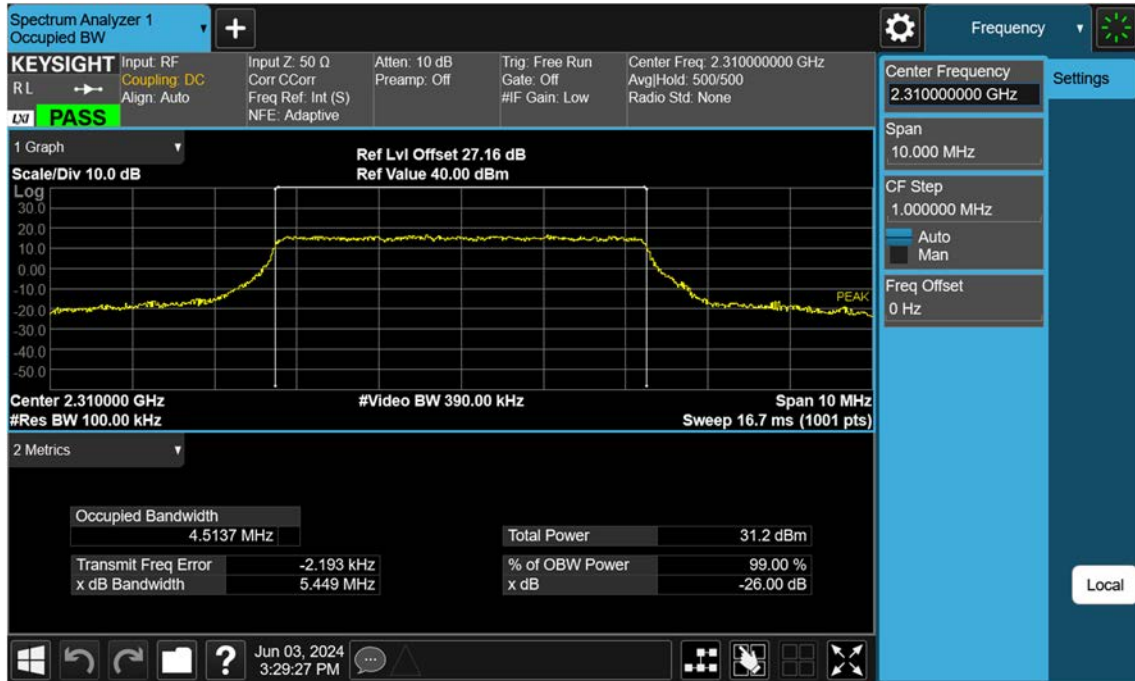 Spectrum Analyzer 1
Occupied BW
+
Frequency
KEYSIGHT
R L
LXI PASS
Input: RF
Coupling: DC
Align: Auto
Input Z: 50 Ω
Corr CCorr
Freq Ref: Int (S)
NFE: Adaptive
Atten: 10 dB
Preamp: Off
Trig: Free Run
Gate: Off
#IF Gain: Low
Center Freq: 2.310000000 GHz
Avg|Hold: 500/500
Radio Std: None
Center Frequency
2.310000000 GHz
Settings
Span
10.000 MHz
CF Step
1.000000 MHz
Auto
Man
Freq Offset
0 Hz
Local
1 Graph
Scale/Div 10.0 dB
Ref Lvl Offset 27.16 dB
Ref Value 40.00 dBm
Log
30.0
20.0
10.0
0.00
-10.0
-20.0
-30.0
-40.0
-50.0
PEAK
Center 2.310000 GHz
#Res BW 100.00 kHz
#Video BW 390.00 kHz
Span 10 MHz
Sweep 16.7 ms (1001 pts)
2 Metrics
Occupied Bandwidth
4.5137 MHz
Total Power 31.2 dBm
Transmit Freq Error -2.193 kHz
% of OBW Power 99.00 %
x dB Bandwidth 5.449 MHz
x dB -26.00 dB
?
Jun 03, 2024
3:29:27 PM